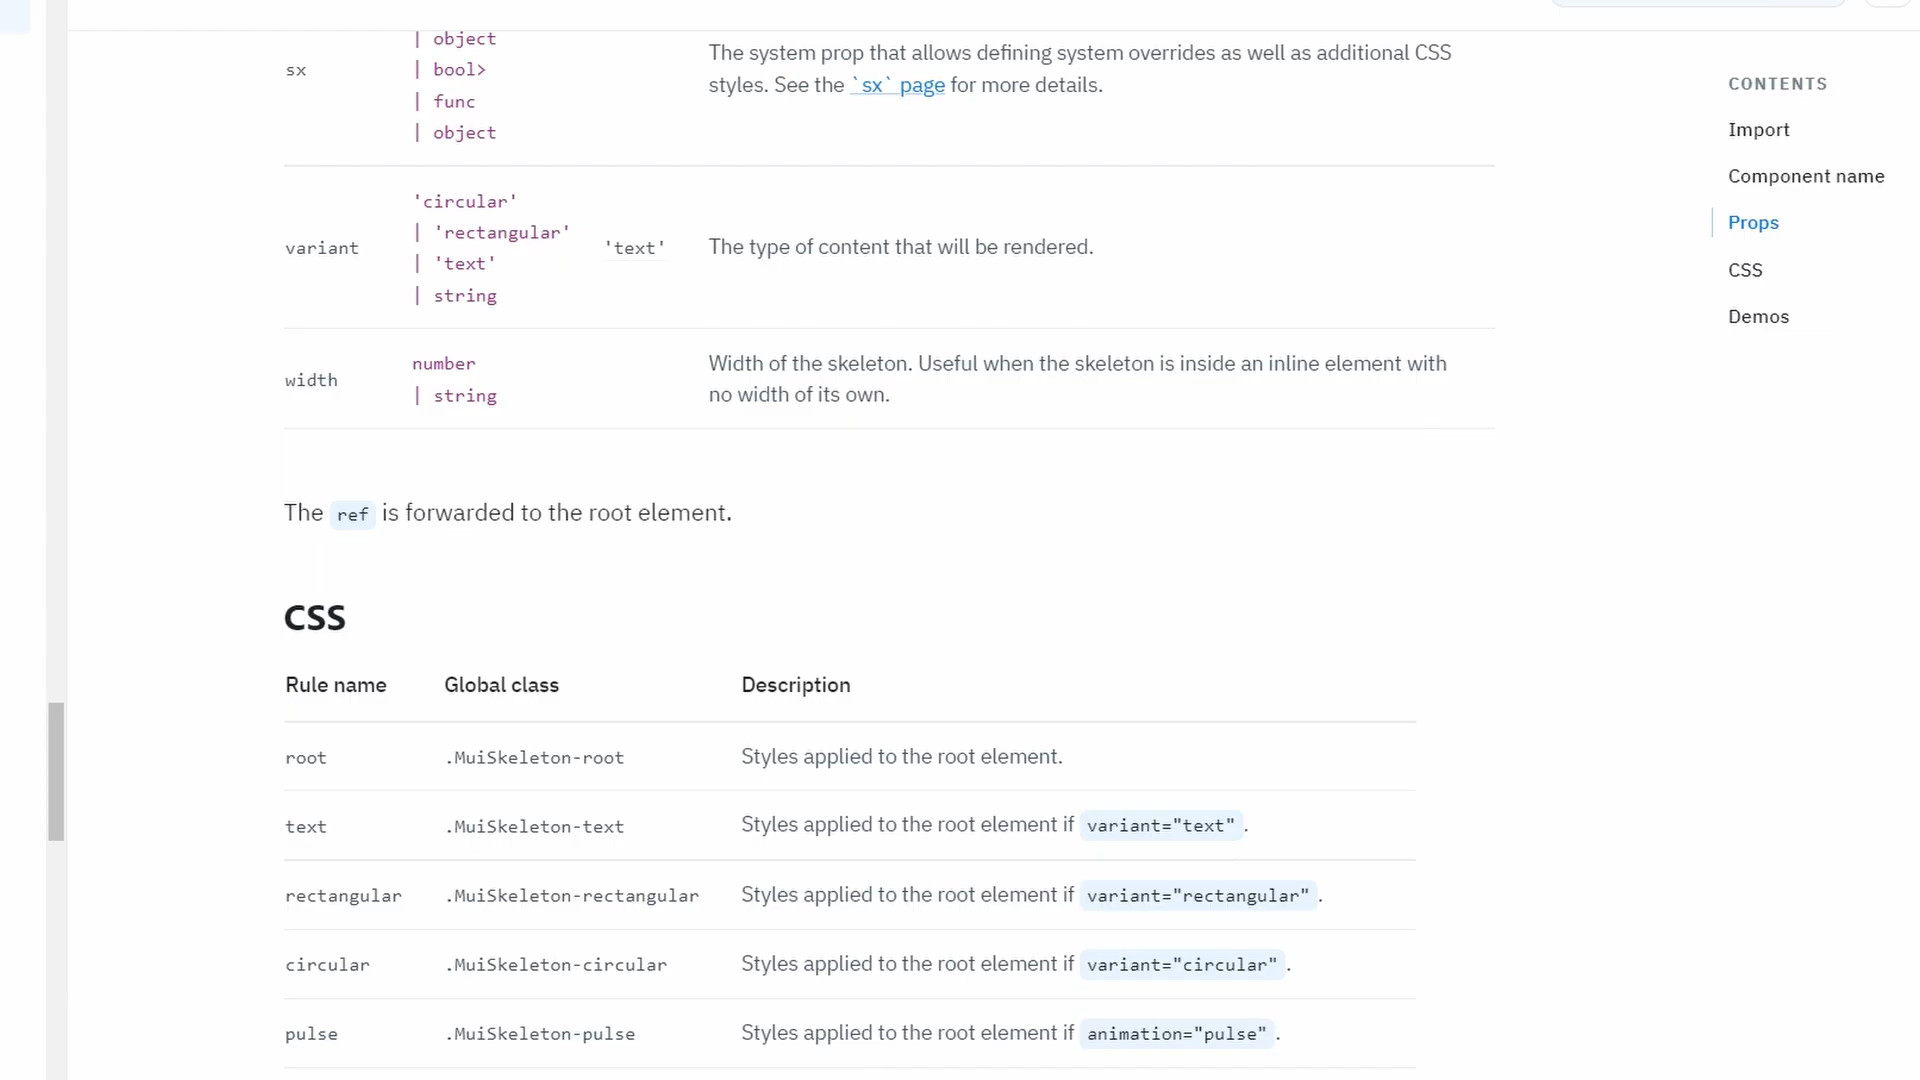 | object
sx | bool> The system prop that allows defining system overrides as well as additional CSS
| func styles. See the `sx` page for more details.
| object
'circular'
| 'rectangular'
variant 'text' The type of content that will be rendered.
| 'text'
| string
number Width of the skeleton. Useful when the skeleton is inside an inline element with
width
| string no width of its own.
The ref is forwarded to the root element.
CSS
Rule name Global class Description
root .MuiSkeleton-root Styles applied to the root element.
text .MuiSkeleton-text Styles applied to the root element if variant="text".
rectangular .MuiSkeleton-rectangular Styles applied to the root element if variant="rectangular".
circular .MuiSkeleton-circular Styles applied to the root element if variant="circular".
pulse .MuiSkeleton-pulse Styles applied to the root element if animation="pulse".
CONTENTS
Import
Component name
Props
CSS
Demos